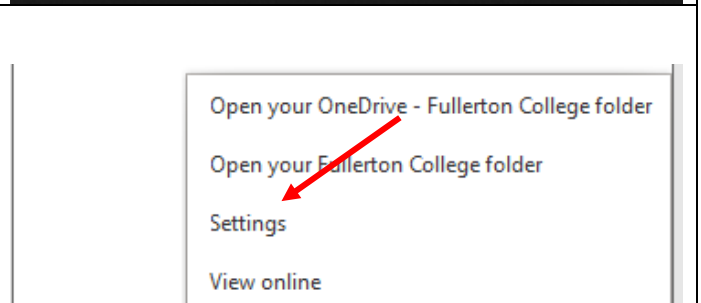 Open your OneDrive - Fullerton College folder
Open your Fullerton College folder
Settings
View online